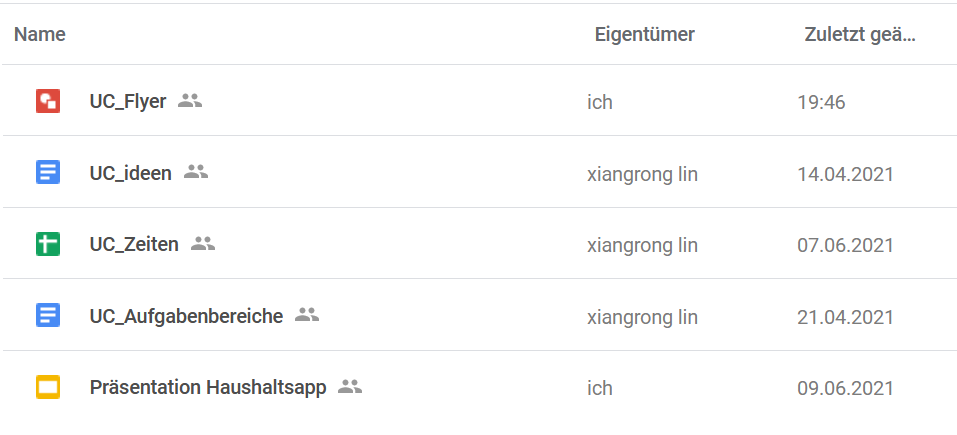 Name Eigentümer Zuletzt geä...
UC_Flyer ich 19:46
UC_ideen xiangrong lin 14.04.2021
UC_Zeiten xiangrong lin 07.06.2021
UC_Aufgabenbereiche xiangrong lin 21.04.2021
Präsentation Haushaltsapp ich 09.06.2021